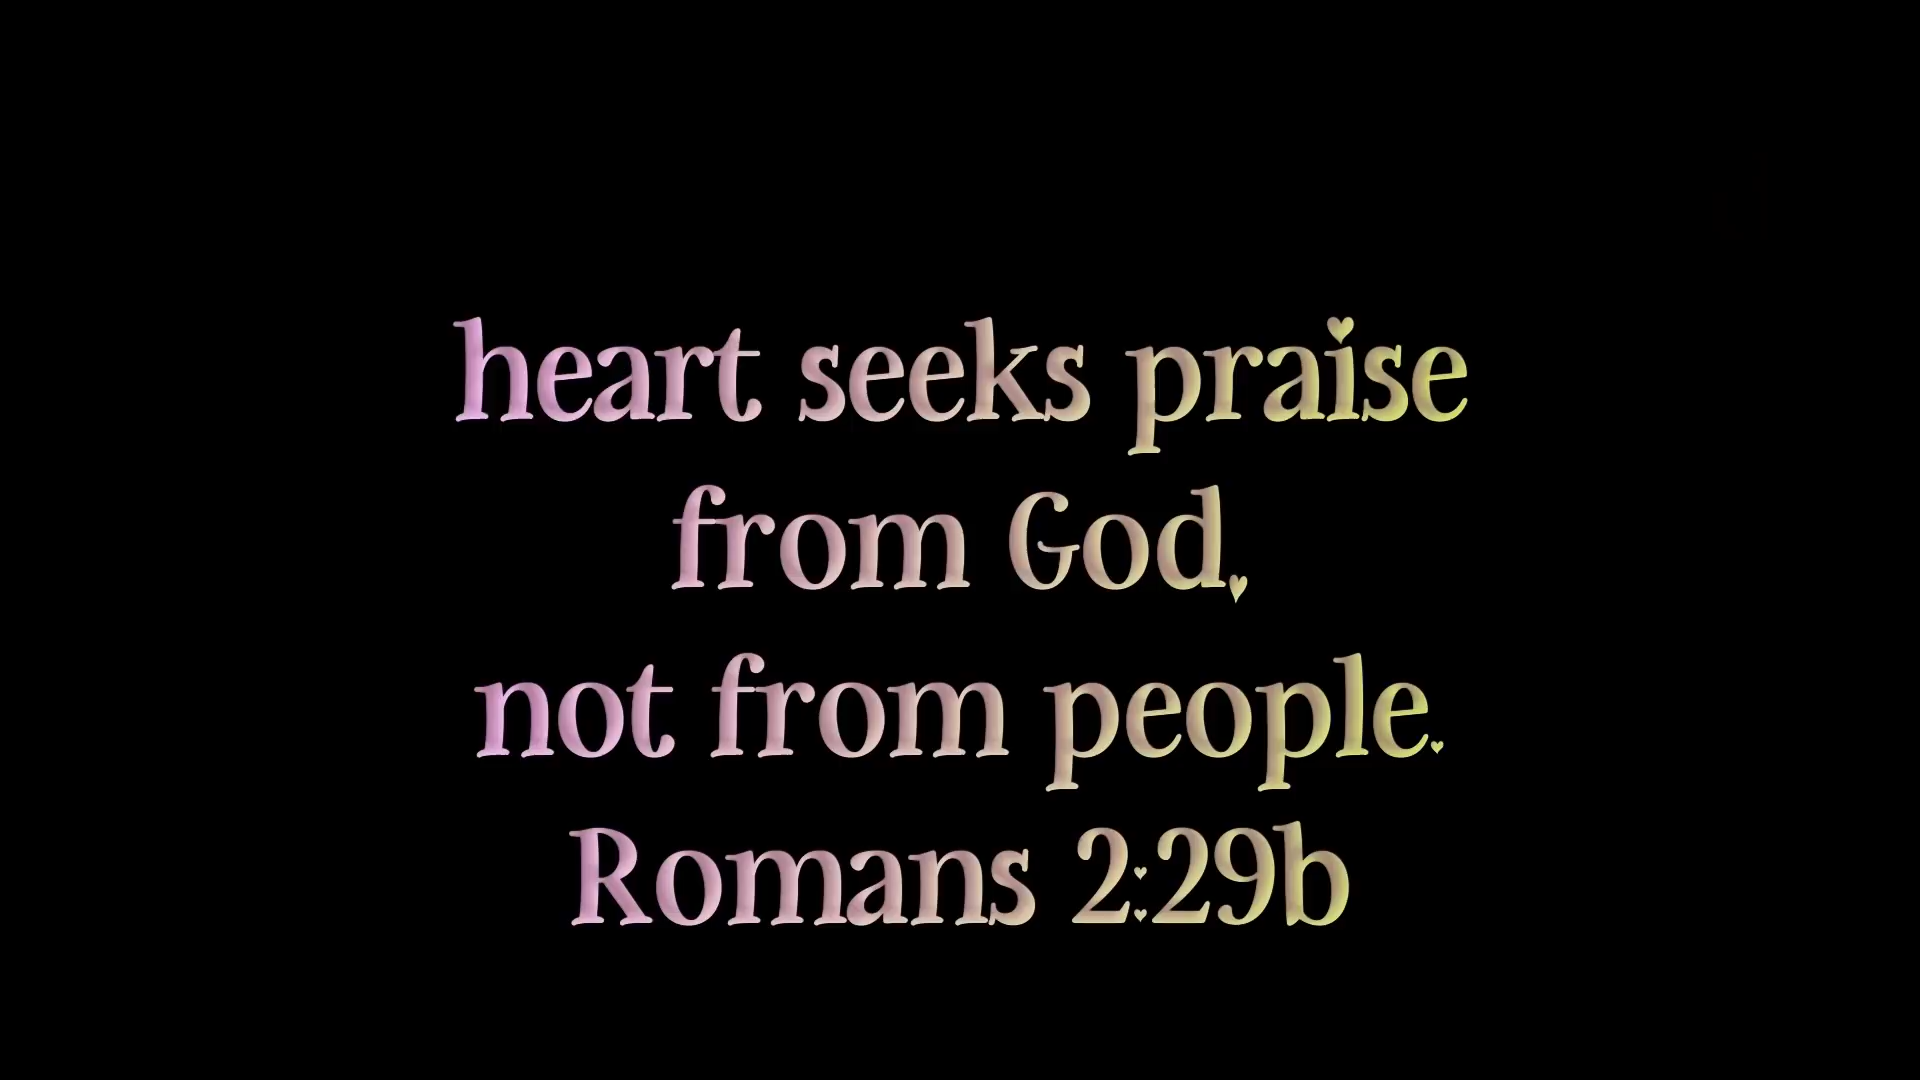 heart seeks praise
from God,
not from people.
Romans 2:29b